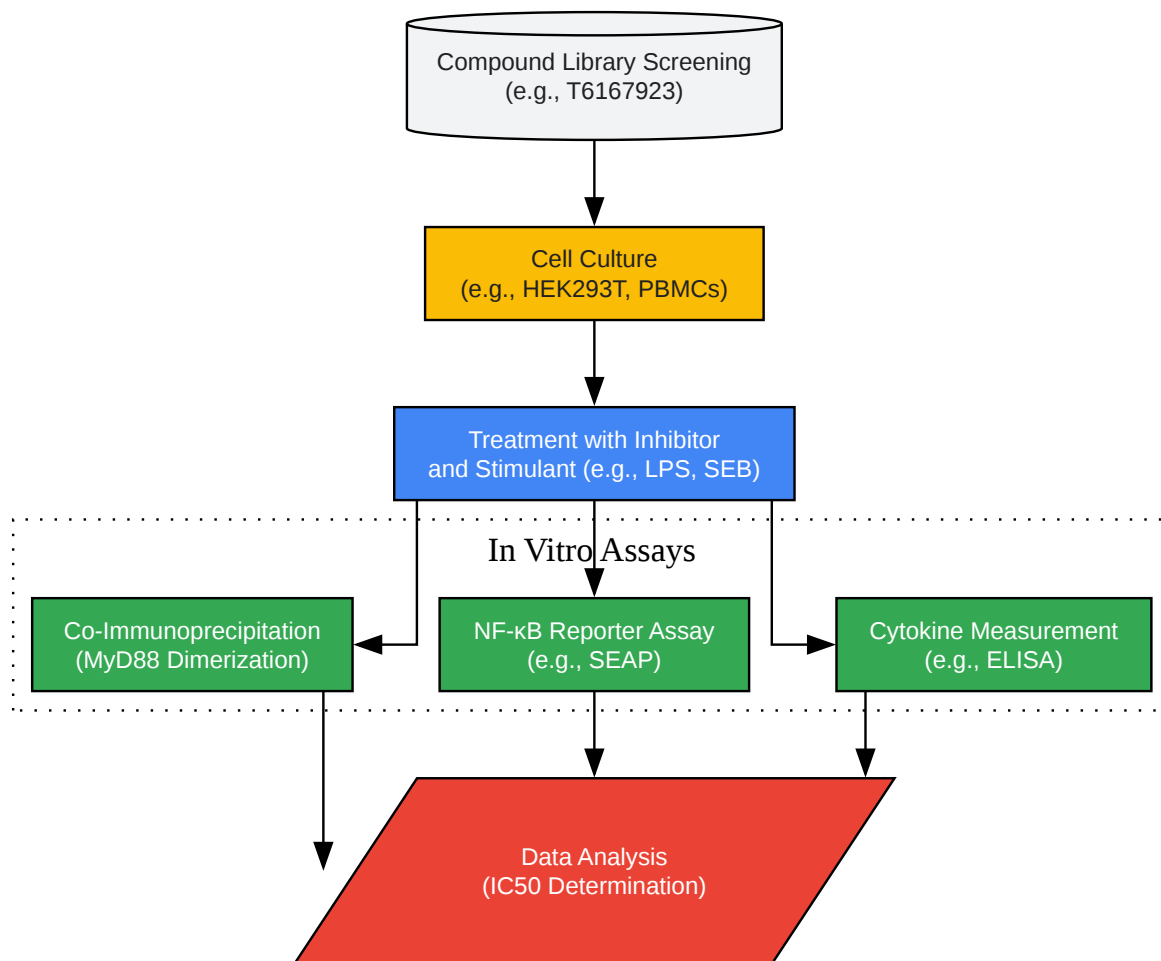 Compound Library Screening
(e.g., T6167923)
Cell Culture
(e.g., HEK293T, PBMCs)
Treatment with Inhibitor
and Stimulant (e.g., LPS, SEB)
In Vitro Assays
Co-Immunoprecipitation
(MyD88 Dimerization)
NF-κB Reporter Assay
(e.g., SEAP)
Cytokine Measurement
(e.g., ELISA)
Data Analysis
(IC50 Determination)